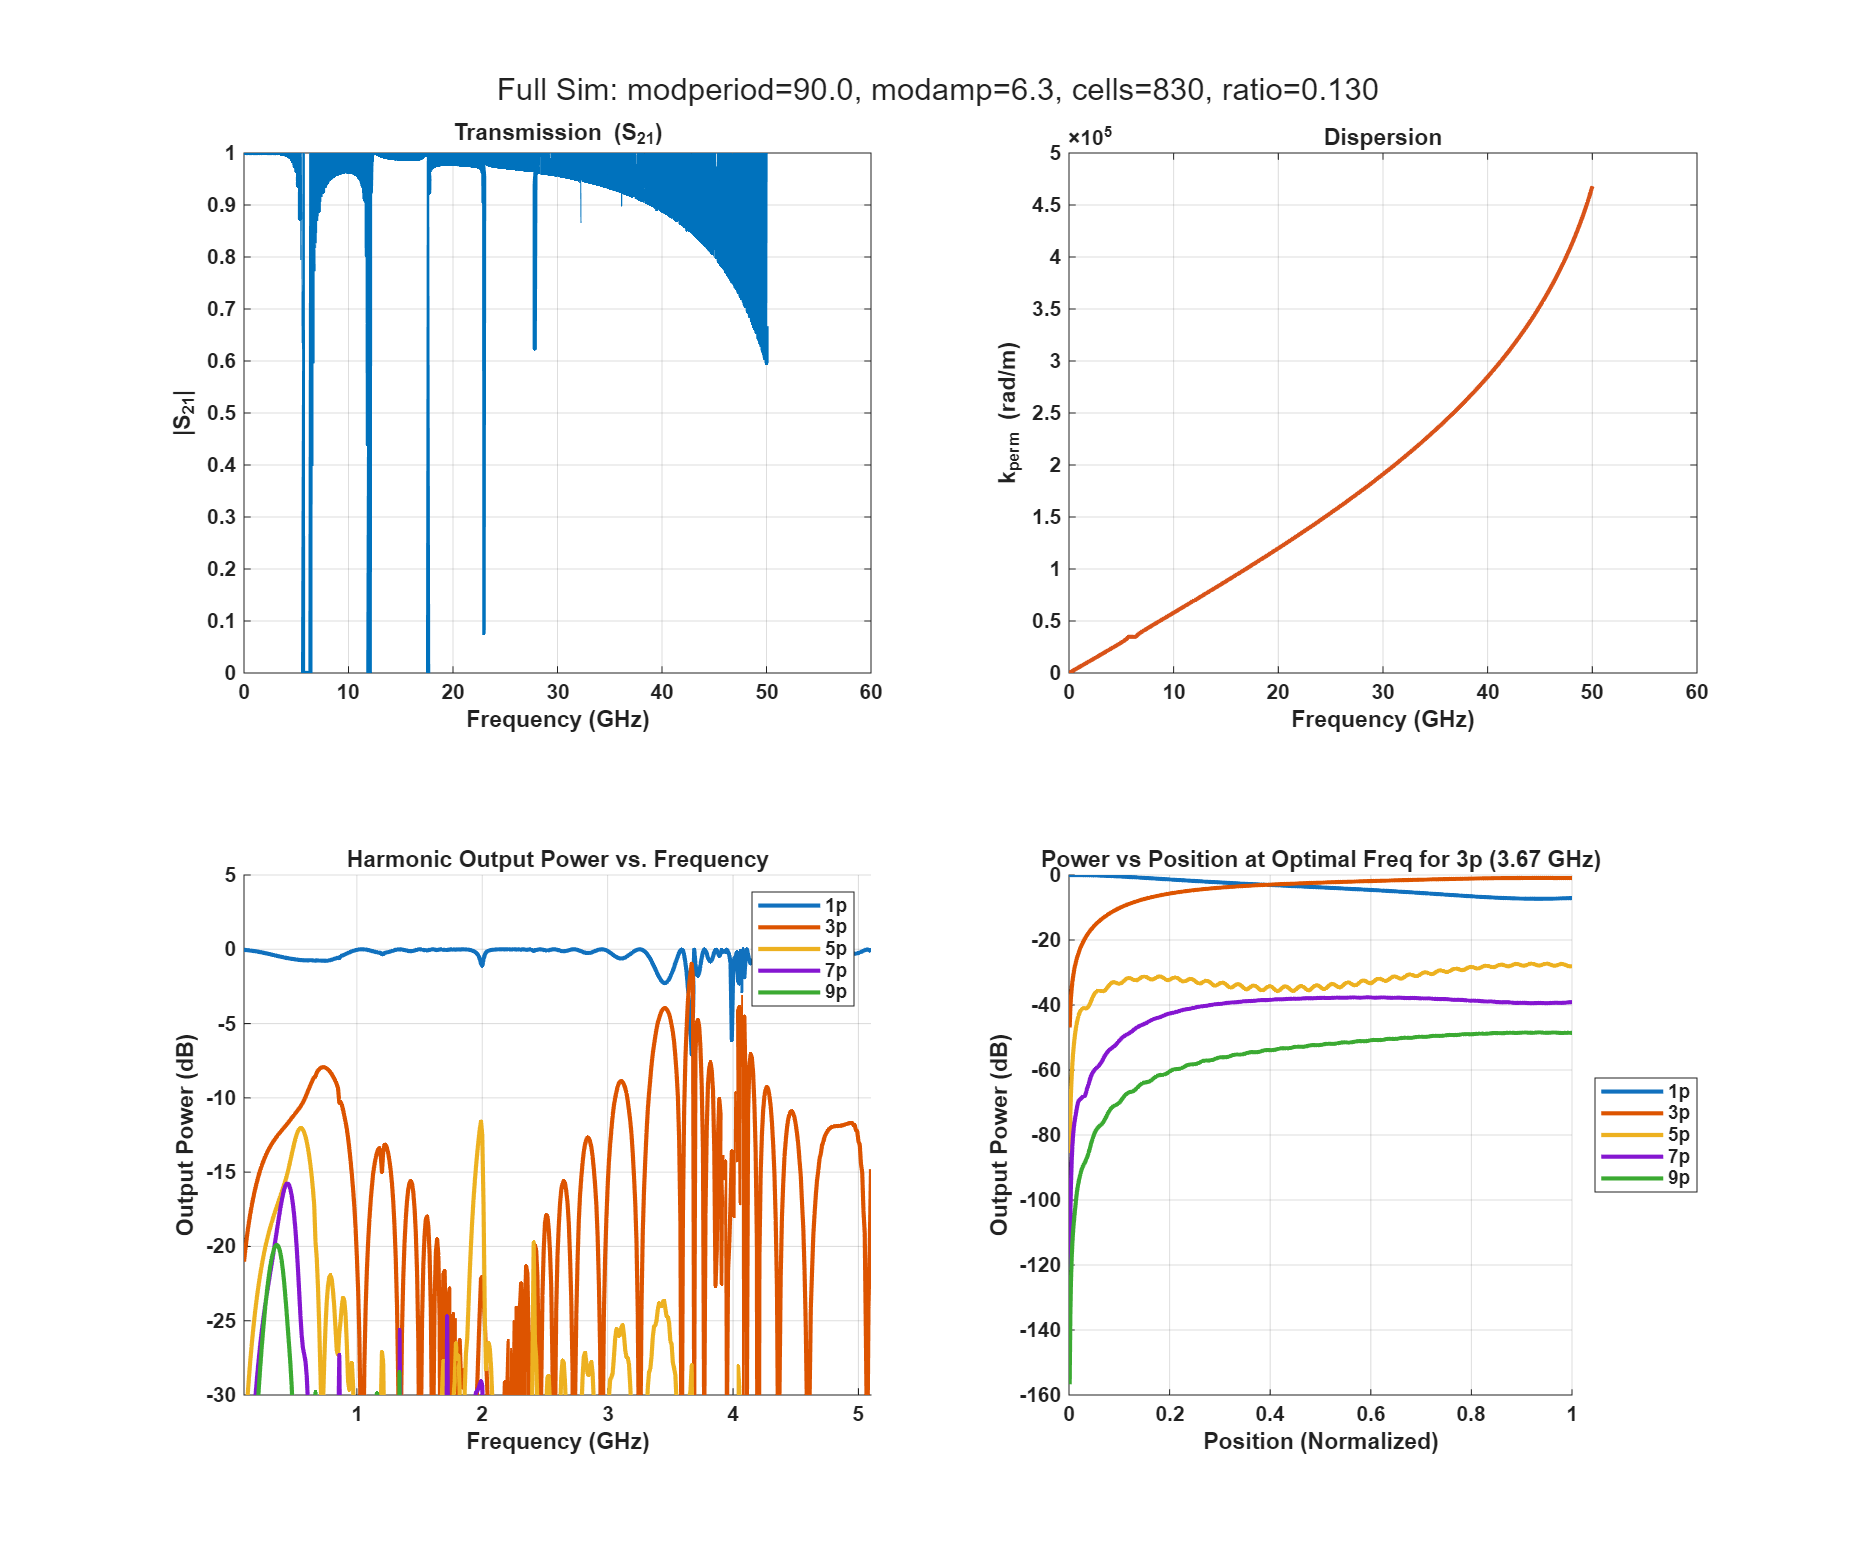 Full Sim: modperiod=90.0, modamp=6.3, cells=830, ratio=0.130
Transmission (S21)
1
0.9
0.8
0.7
0.6
0.5
0.4
0.3
0.2
0.1
0
|S21|
0 10 20 30 40 50 60
Frequency (GHz)
×10^5
Dispersion
5
4.5
4
3.5
3
2.5
2
1.5
1
0.5
0
kperm (rad/m)
0 10 20 30 40 50 60
Frequency (GHz)
Harmonic Output Power vs. Frequency
5
0
-5
-10
-15
-20
-25
-30
Output Power (dB)
1 2 3 4 5
Frequency (GHz)
1p
3p
5p
7p
9p
Power vs Position at Optimal Freq for 3p (3.67 GHz)
0
-20
-40
-60
-80
-100
-120
-140
-160
Output Power (dB)
0 0.2 0.4 0.6 0.8 1
Position (Normalized)
1p
3p
5p
7p
9p